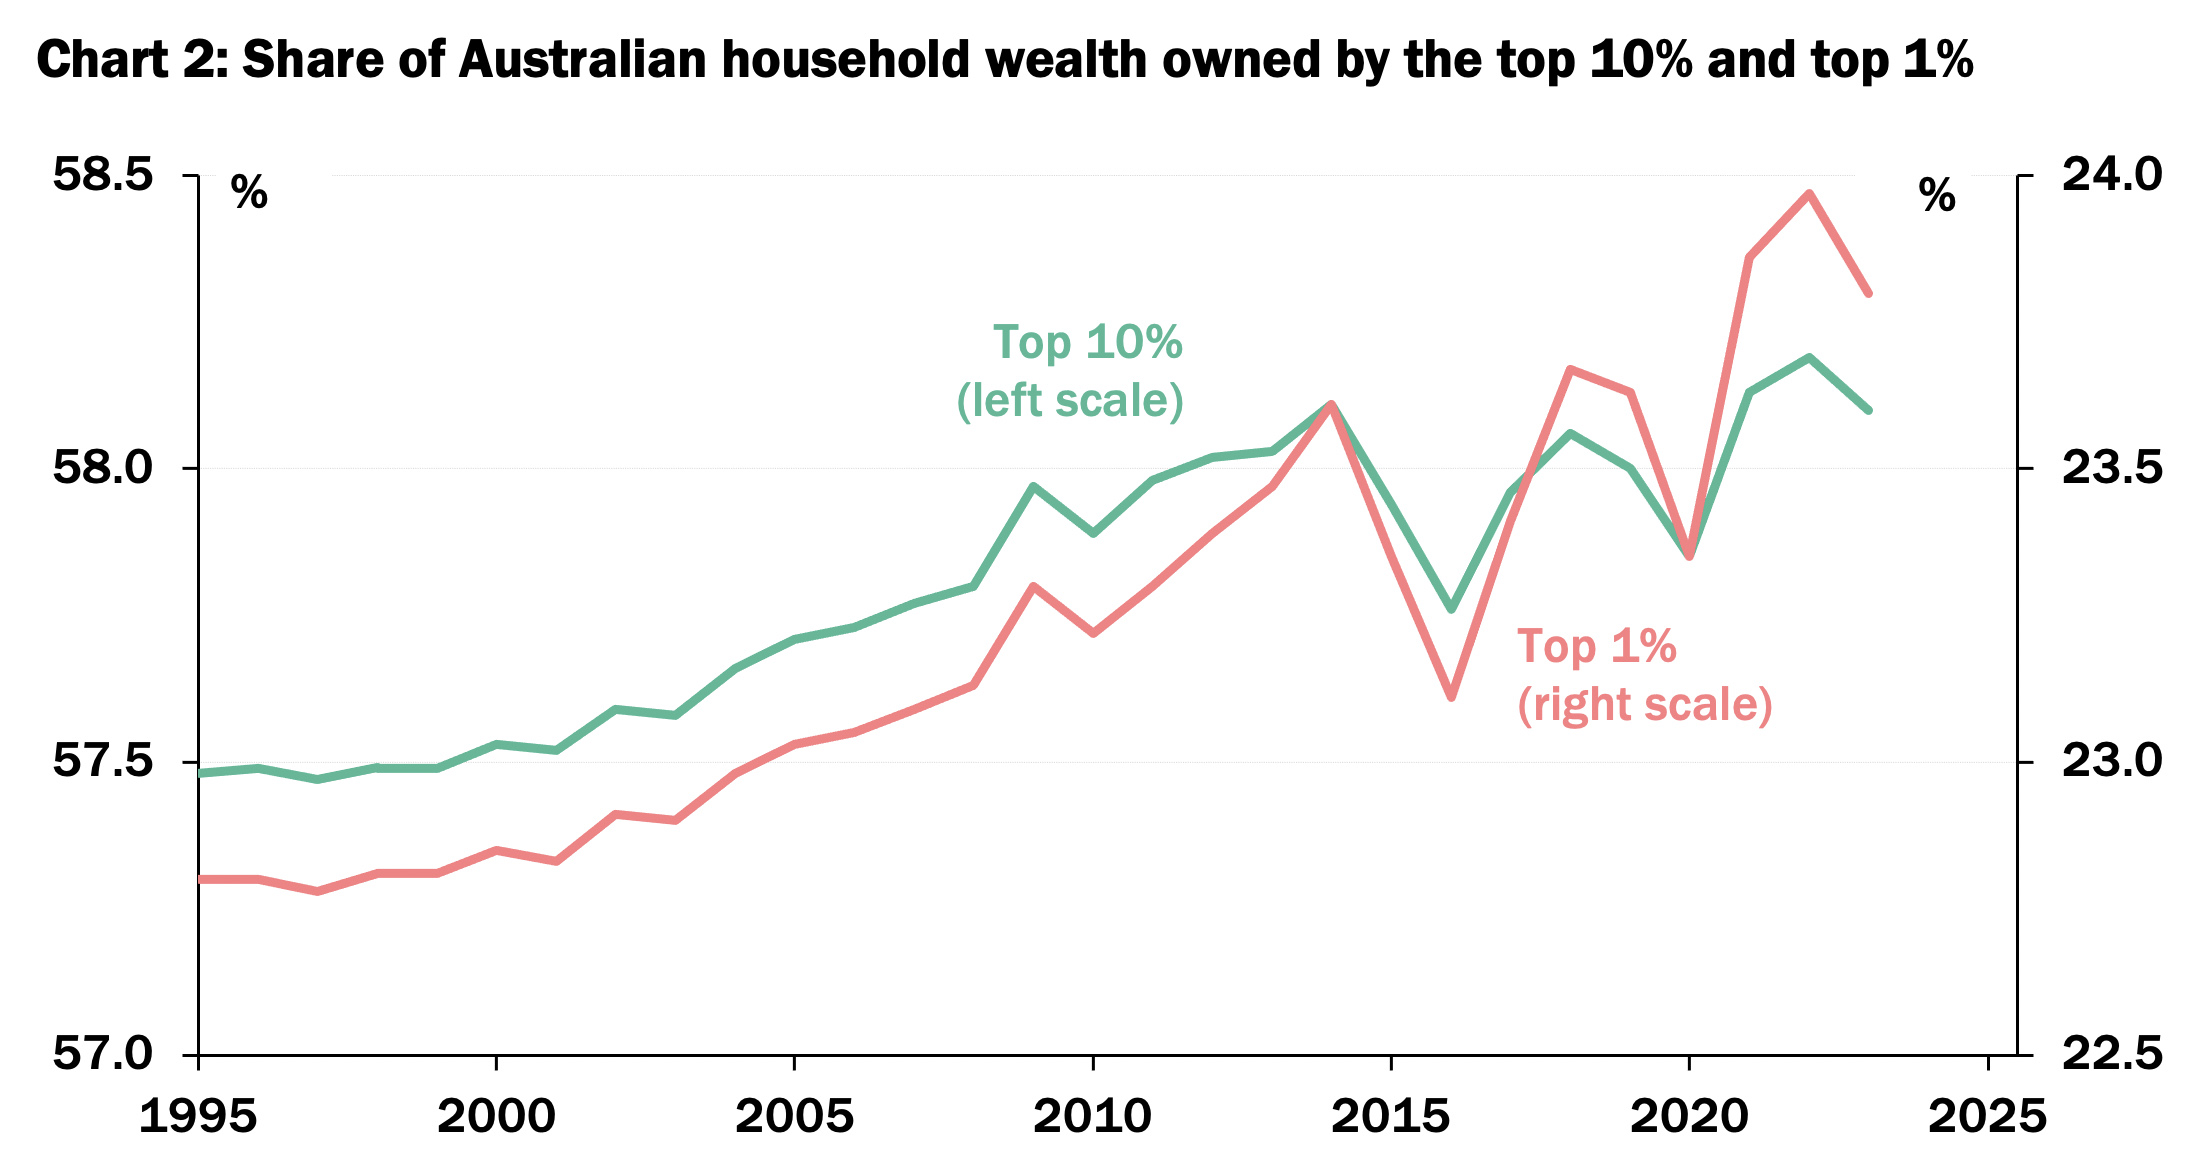 Chart 2: Share of Australian household wealth owned by the top 10% and top 1%
58.5
%
%
24.0
Top 10%
(left scale)
58.0
23.5
Top 1%
(right scale)
57.5
23.0
57.0
22.5
1995 2000 2005 2010 2015 2020 2025